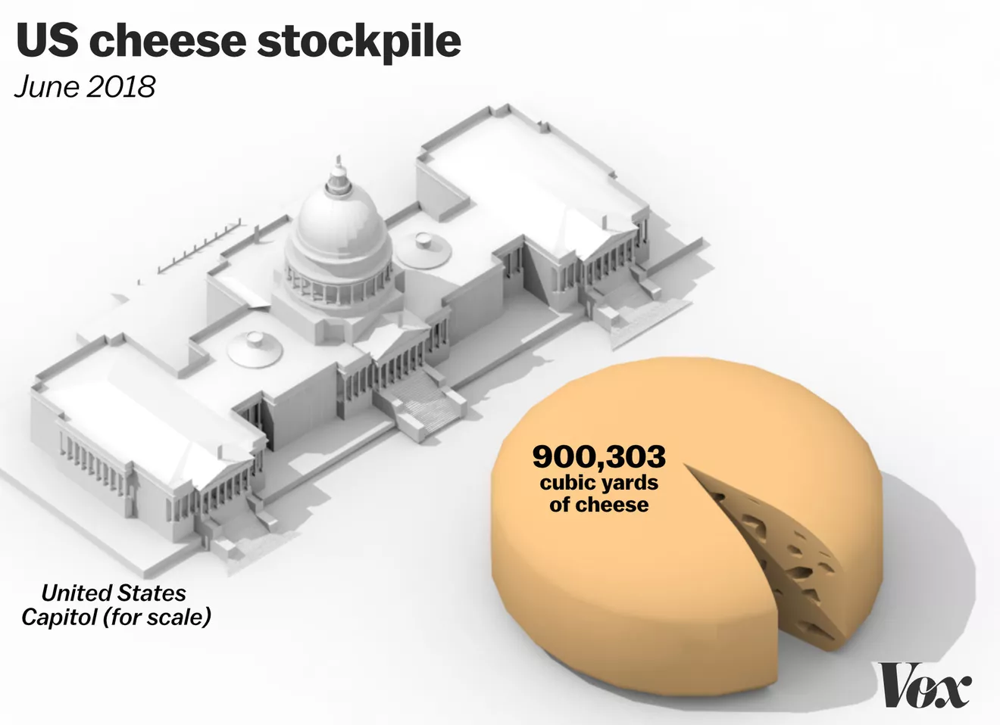 US cheese stockpile
June 2018
900,303
cubic yards
of cheese
United States
Capitol (for scale)
Vox